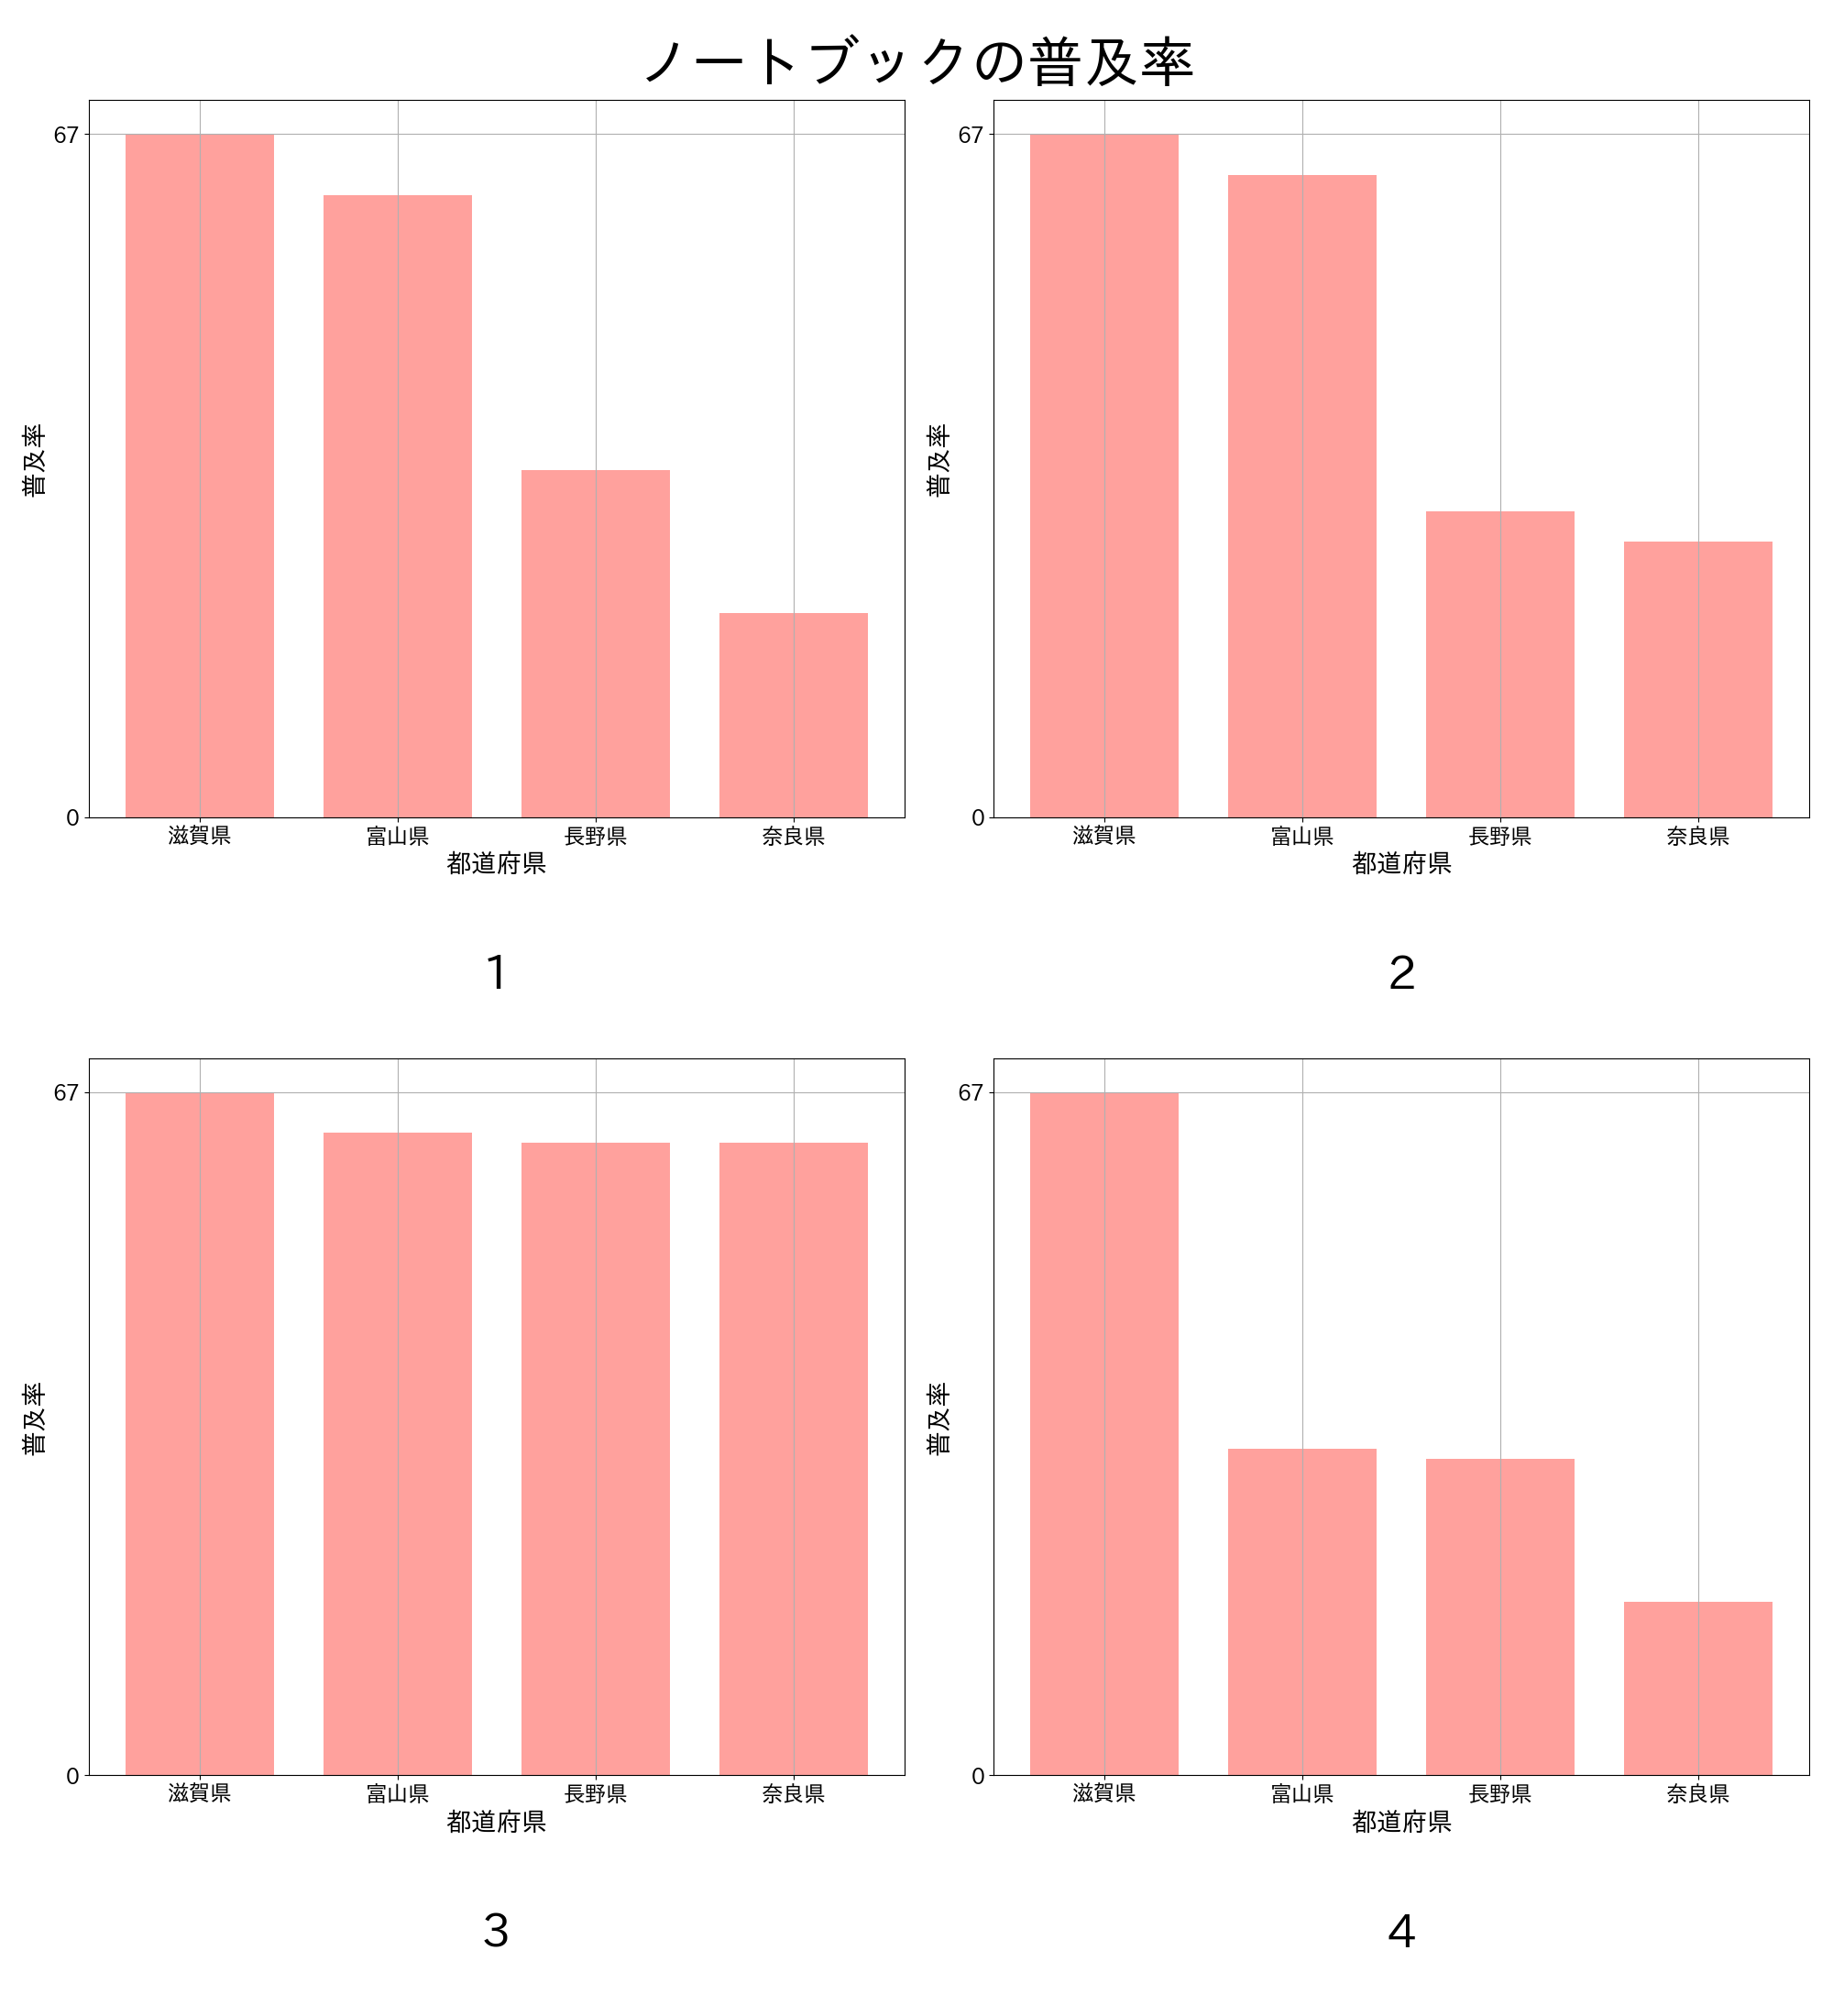 ノートブックの普及率
67
0
普及率
滋賀県 富山県 長野県 奈良県
都道府県
1
67
0
普及率
滋賀県 富山県 長野県 奈良県
都道府県
2
67
0
普及率
滋賀県 富山県 長野県 奈良県
都道府県
3
67
0
普及率
滋賀県 富山県 長野県 奈良県
都道府県
4